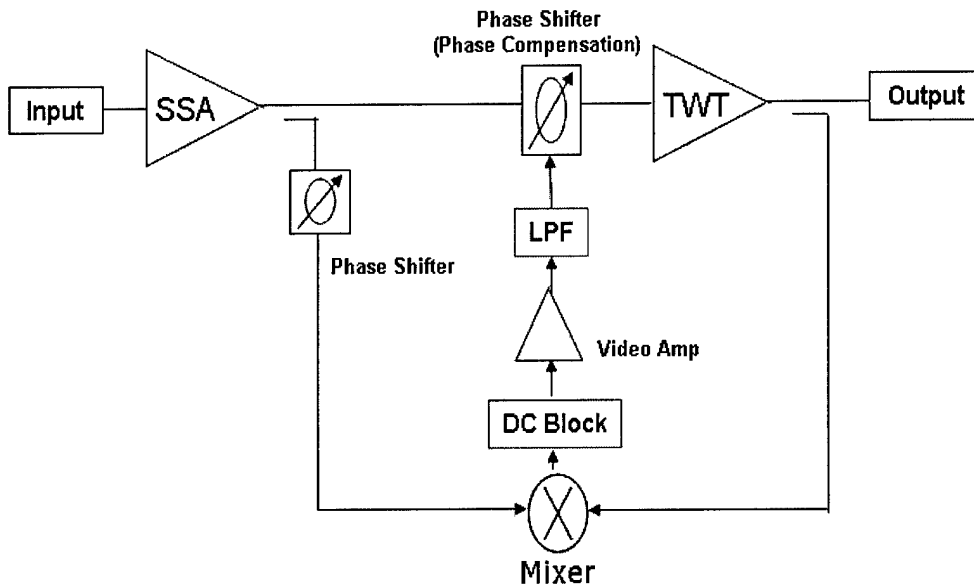 Phase Shifter
(Phase Compensation)
Input
SSA
TWT
Output
LPF
Phase Shifter
Video Amp
DC Block
Mixer